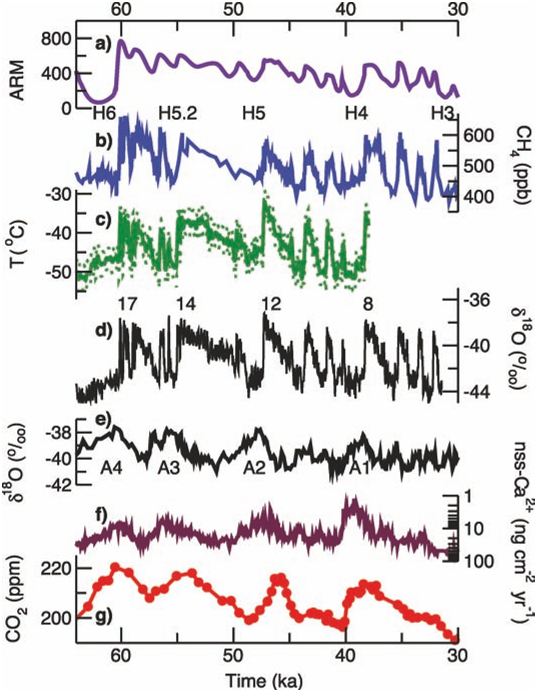 60 50 40 30
a)
800
400
0
ARM
H6 H5.2 H5 H4 H3
b)
600
500
400
CH4 (ppb)
-30
-40
-50
T (°C)
c)
17 14 12 8
-36
-40
-44
δ18O (°/oo)
d)
e)
-38
-40
-42
δ18O (°/oo)
A4 A3 A2 A1
f)
1
10
100
nss-Ca2+ (ng cm-2 yr-1)
220
200
CO2 (ppm)
g)
60 50 40 30
Time (ka)